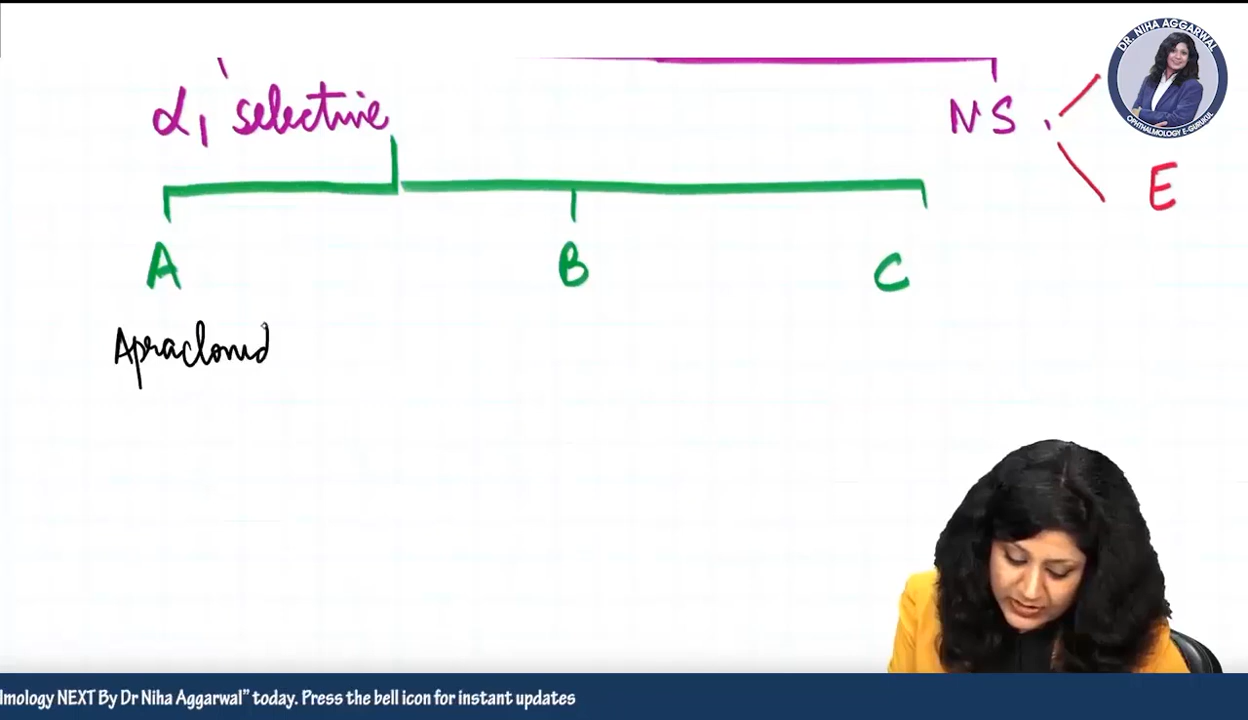 DR. NIHA AGGARWAL
OPHTHALMOLOGY E-GURUKUL
α1 selective
NS
E
A
B
C
Apraclonid
lmology NEXT By Dr Niha Aggarwal” today. Press the bell icon for instant updates